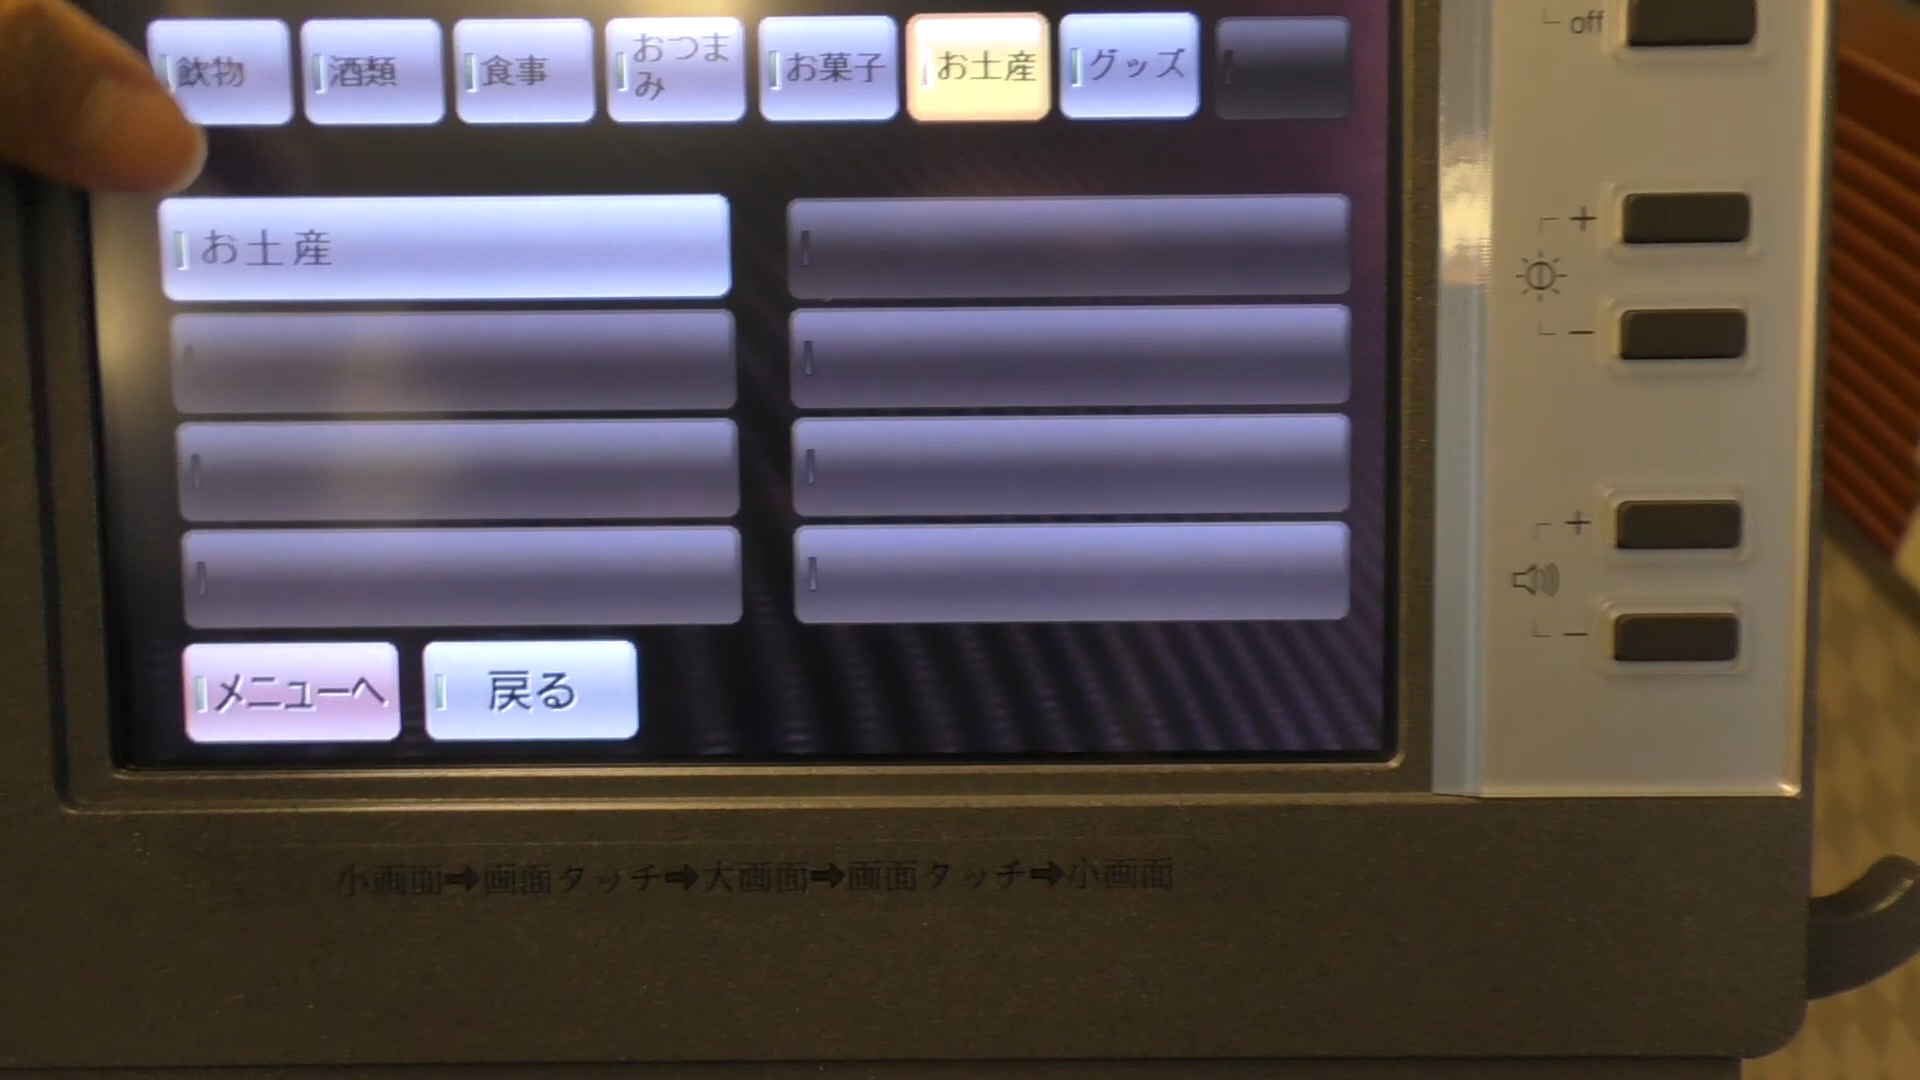 off
飲物
酒類
食事
おつま
み
お菓子
お土産
グッズ
お土産
+
−
+
−
メニューへ
戻る
小画面➡画面タッチ➡大画面➡画面タッチ➡小画面